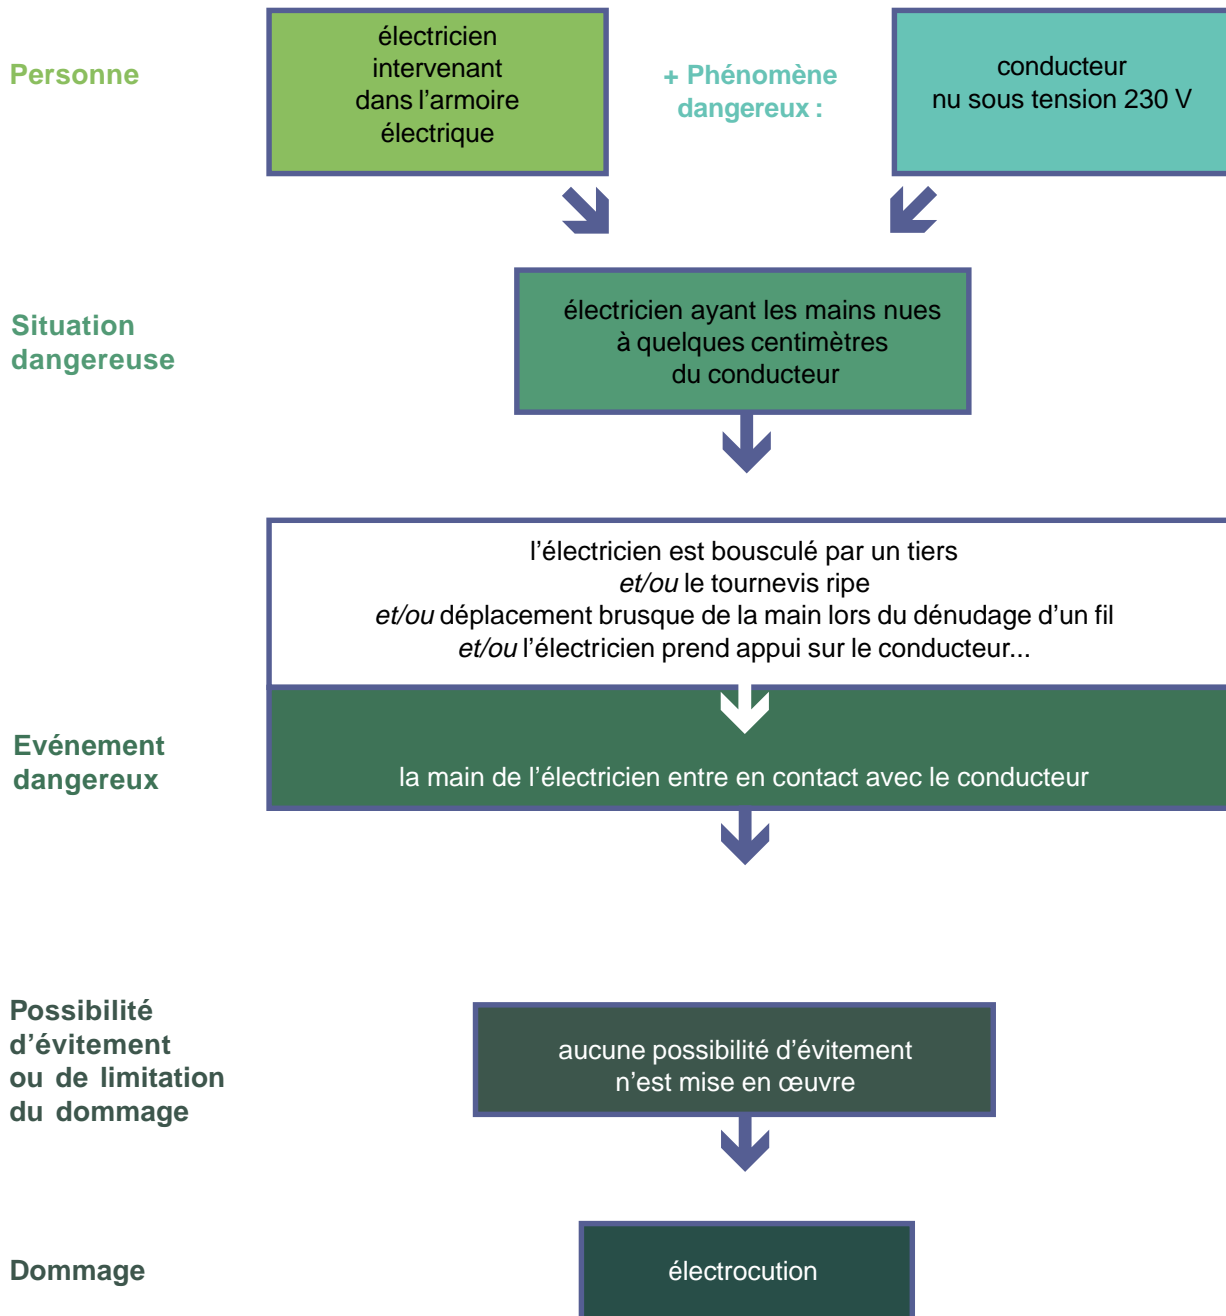 Personne
électricien
intervenant
dans l'armoire
électrique
+ Phénomène
dangereux :
conducteur
nu sous tension 230 V
Situation
dangereuse
électricien ayant les mains nues
à quelques centimètres
du conducteur
l'électricien est bousculé par un tiers
et/ou le tournevis ripe
et/ou déplacement brusque de la main lors du dénudage d'un fil
et/ou l'électricien prend appui sur le conducteur...
Evénement
dangereux
la main de l'électricien entre en contact avec le conducteur
Possibilité
d'évitement
ou de limitation
du dommage
aucune possibilité d'évitement
n'est mise en œuvre
Dommage
électrocution